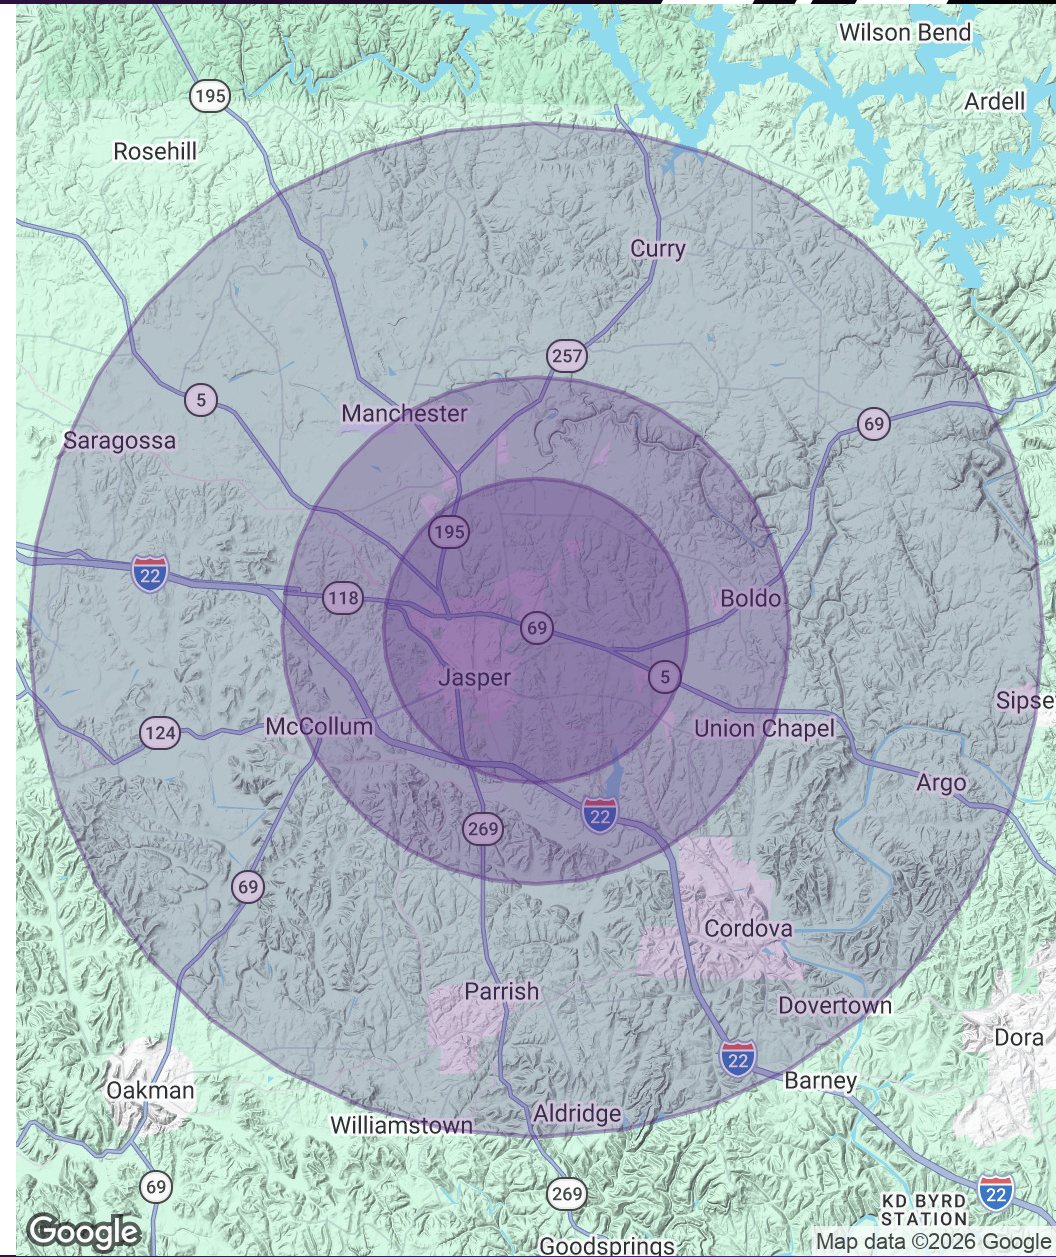 Wilson Bend
195
Ardell
Rosehill
Curry
257
5
Manchester
69
Saragossa
195
22
118
Boldo
69
Jasper
5
Sipse
McCollum
124
Union Chapel
Argo
22
269
69
Cordova
Parrish
Dovertown
Dora
22
Oakman
Barney
Aldridge
Williamstown
69
269
22
KD BYRD
STATION
Google
Goodsprings
Map data ©2026 Google